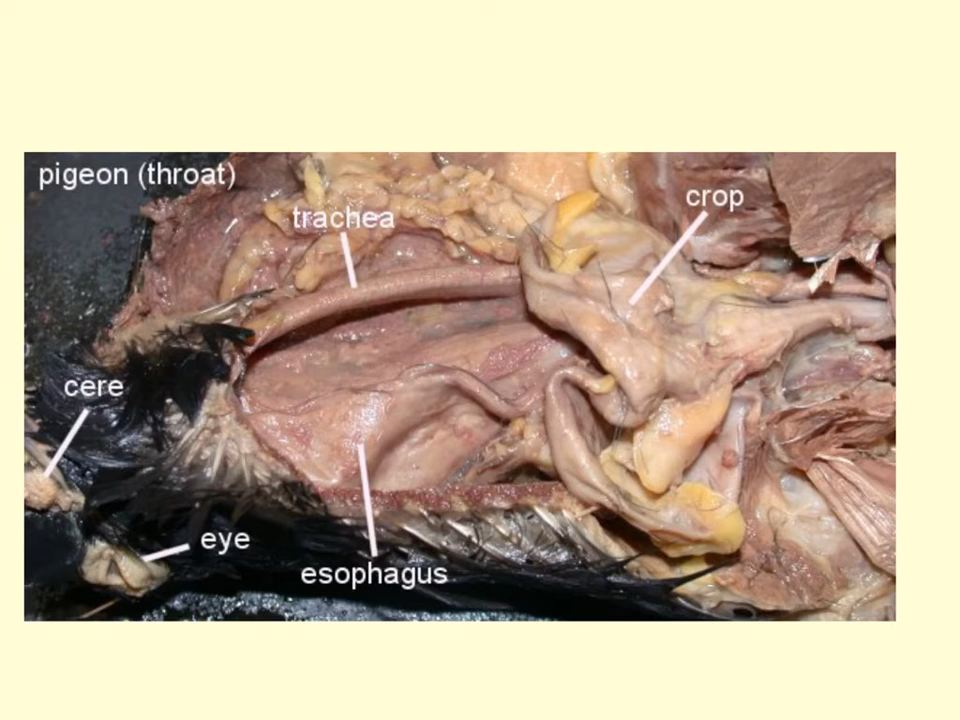 pigeon (throat)
trachea
crop
cere
eye
esophagus